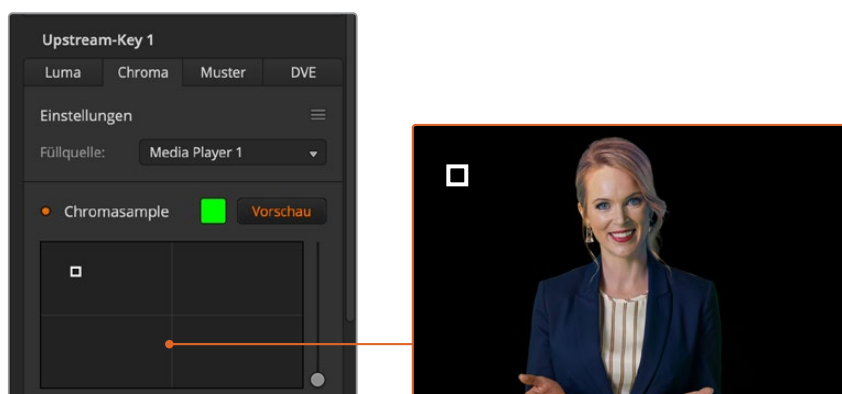 Upstream-Key 1
Luma Chroma Muster DVE
Einstellungen
Füllquelle: Media Player 1
Chromasample Vorschau